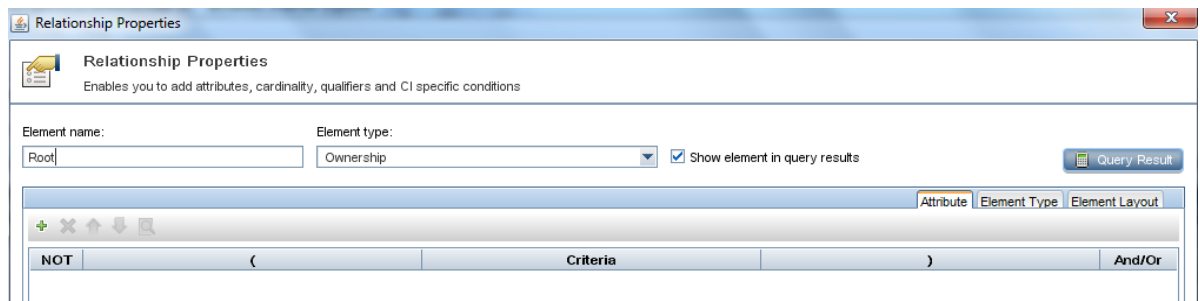 Relationship Properties
X
Relationship Properties
Enables you to add attributes, cardinality, qualifiers and CI specific conditions
Element name:
Element type:
Root
Ownership
Show element in query results
Query Result
Attribute
Element Type
Element Layout
NOT
(
Criteria
)
And/Or